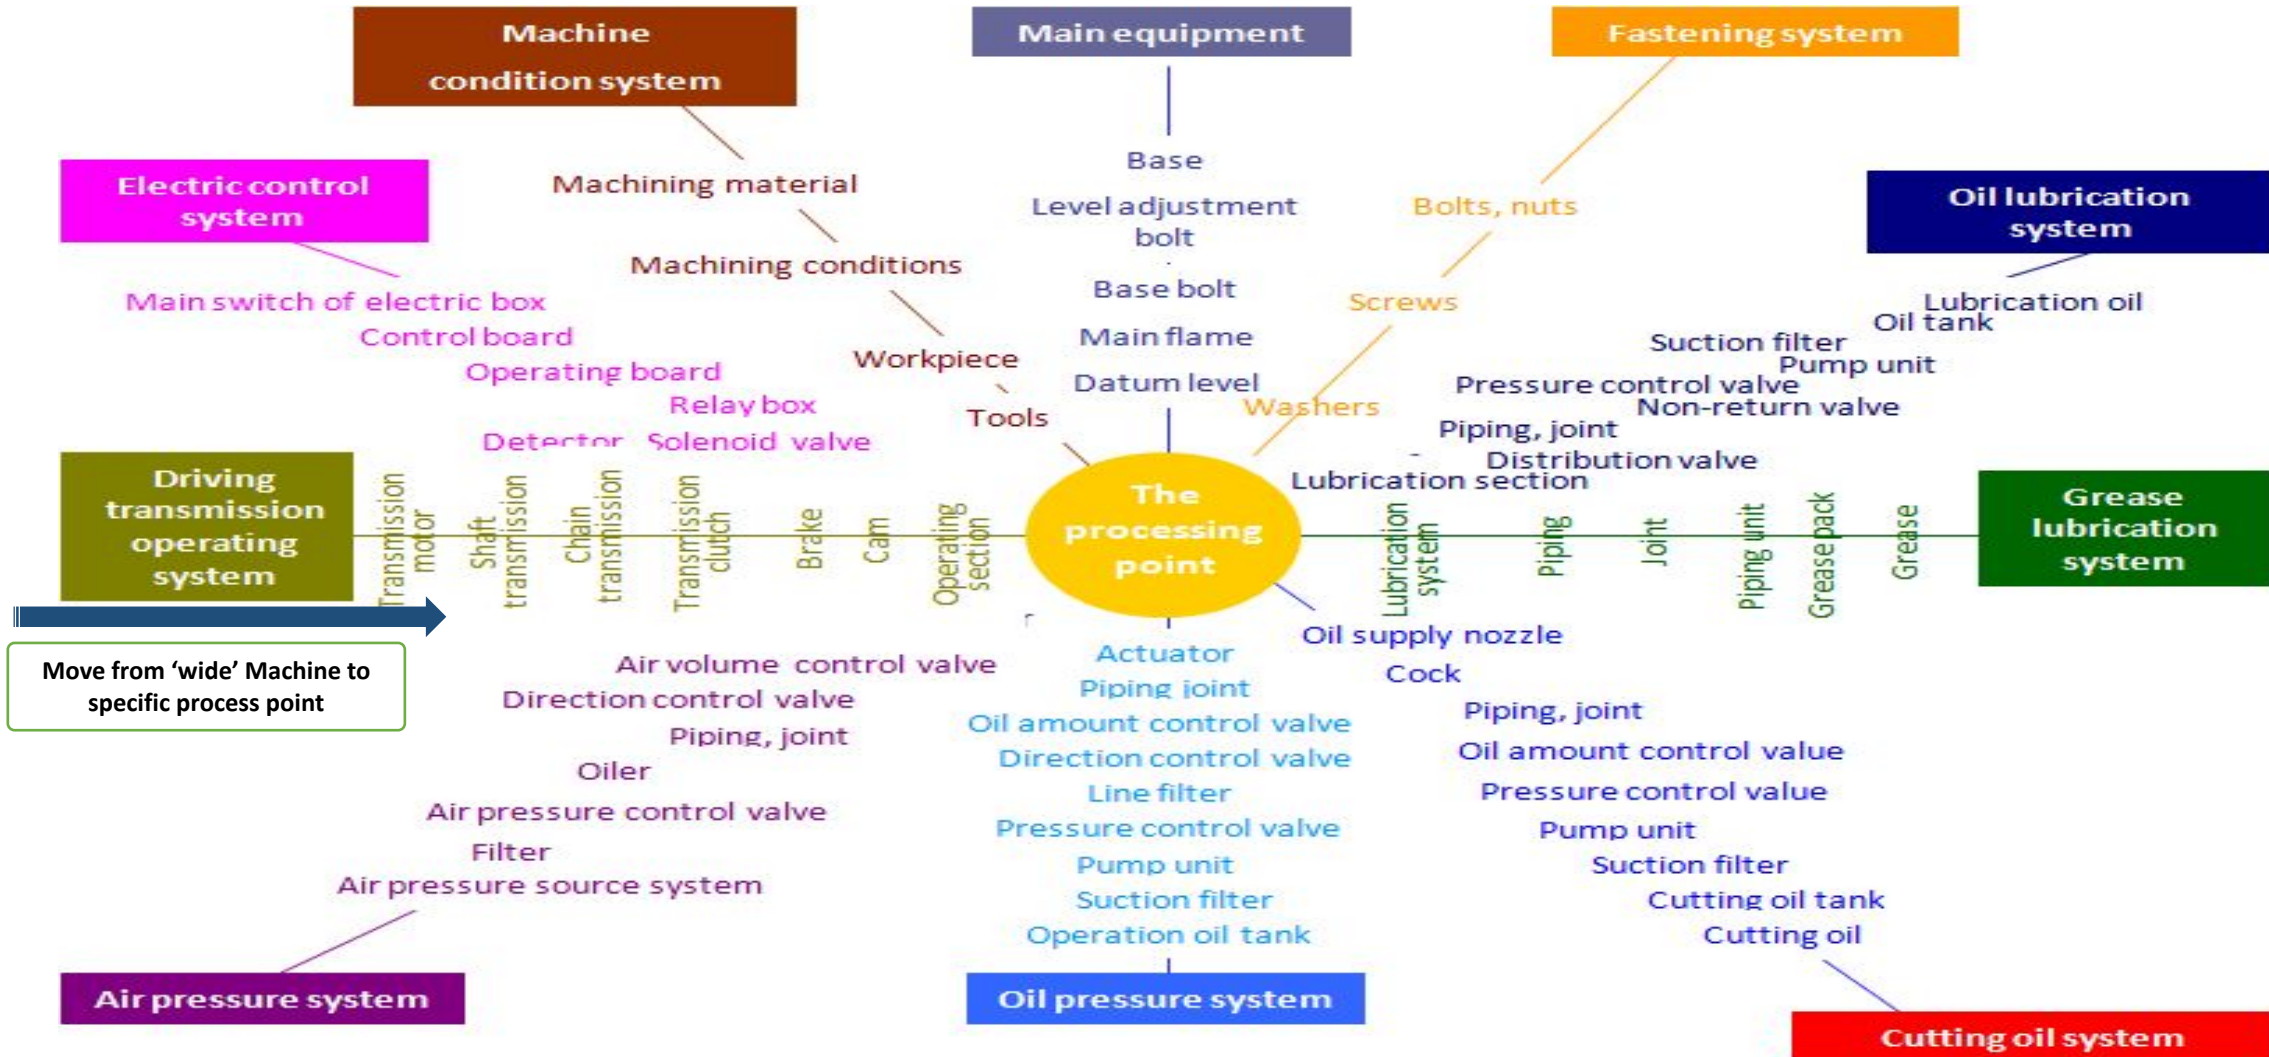 Machine
condition system
Main equipment
Fastening system
Electric control
system
Machining material
Base
Level adjustment
bolt
Bolts, nuts
Oil lubrication
system
Machining conditions
Main switch of electric box
Base bolt
Screws
Lubrication oil
Oil tank
Control board
Main flame
Suction filter
Pump unit
Workpiece
Operating board
Datum level
Pressure control valve
Non-return valve
Relay box
Tools
Washers
Piping, joint
Detector Solenoid valve
Distribution valve
Lubrication section
Driving
transmission
operating
system
Transmission
motor
Shaft
transmission
Chain
transmission
Transmission
clutch
Brake
Cam
Operating
section
The
processing
point
Lubrication
system
Piping
Joint
Piping unit
Grease pack
Grease
Grease
lubrication
system
Move from ‘wide’ Machine to
specific process point
Air volume control valve
Direction control valve
Piping, joint
Oiler
Air pressure control valve
Filter
Air pressure source system
Air pressure system
Actuator
Piping joint
Oil amount control valve
Direction control valve
Line filter
Pressure control valve
Pump unit
Suction filter
Operation oil tank
Oil pressure system
Oil supply nozzle
Cock
Piping, joint
Oil amount control value
Pressure control value
Pump unit
Suction filter
Cutting oil tank
Cutting oil
Cutting oil system